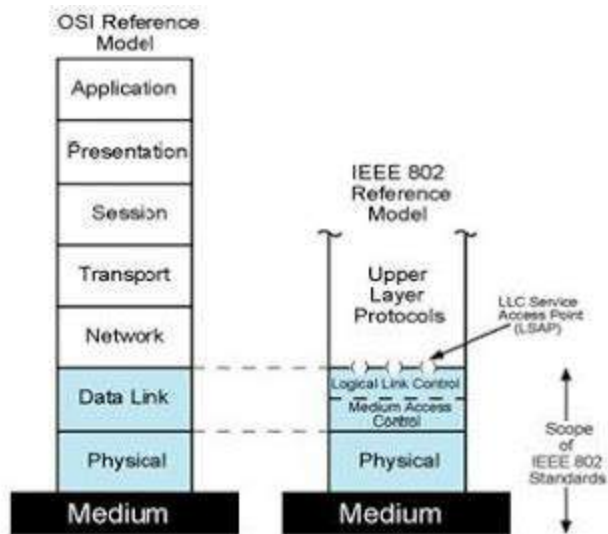 OSI Reference
Model
Application
Presentation
Session
Transport
Network
Data Link
Physical
Medium
IEEE 802
Reference
Model
Upper
Layer
Protocols
LLC Service
Access Point
(LSAP)
Logical Link Control
Medium Access
Control
Physical
Medium
Scope
of
IEEE 802
Standards